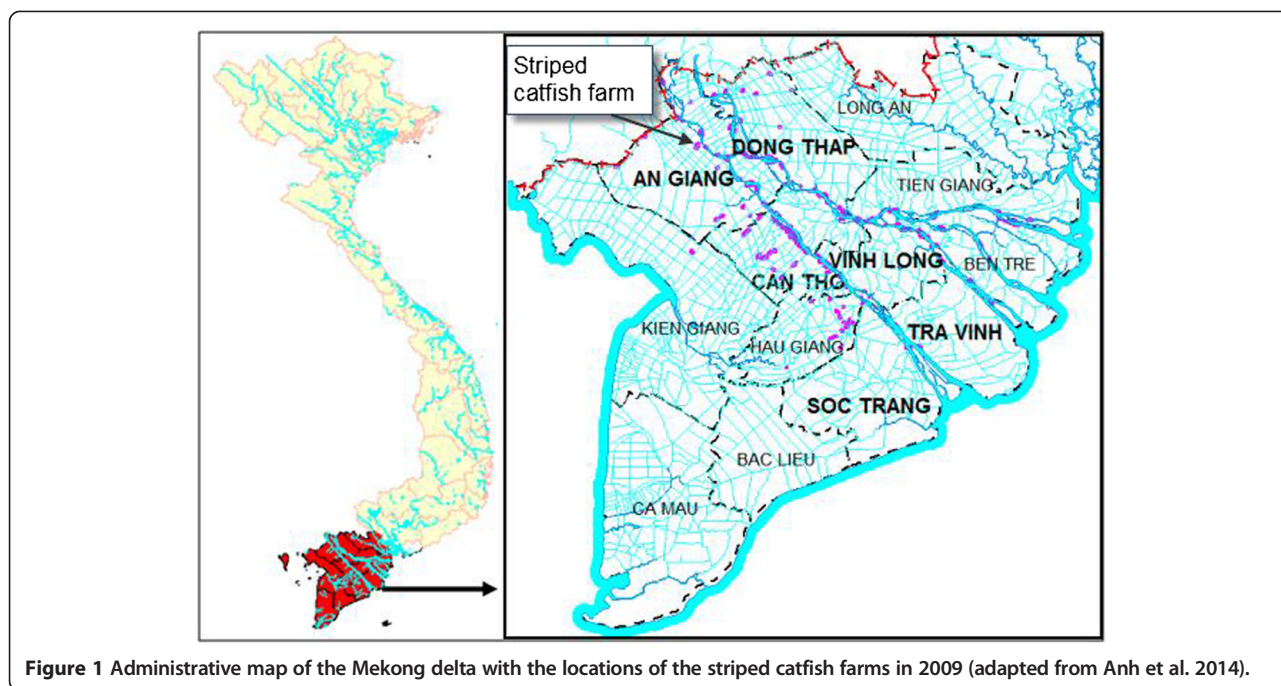 Striped
catfish farm
LONG AN
DONG THAP
AN GIANG
TIEN GIANG
VINH LONG
BEN TRE
CAN THO
KIEN GIANG
HAU GIANG
TRA VINH
SOC TRANG
BAC LIEU
CA MAU
Figure 1 Administrative map of the Mekong delta with the locations of the striped catfish farms in 2009 (adapted from Anh et al. 2014).